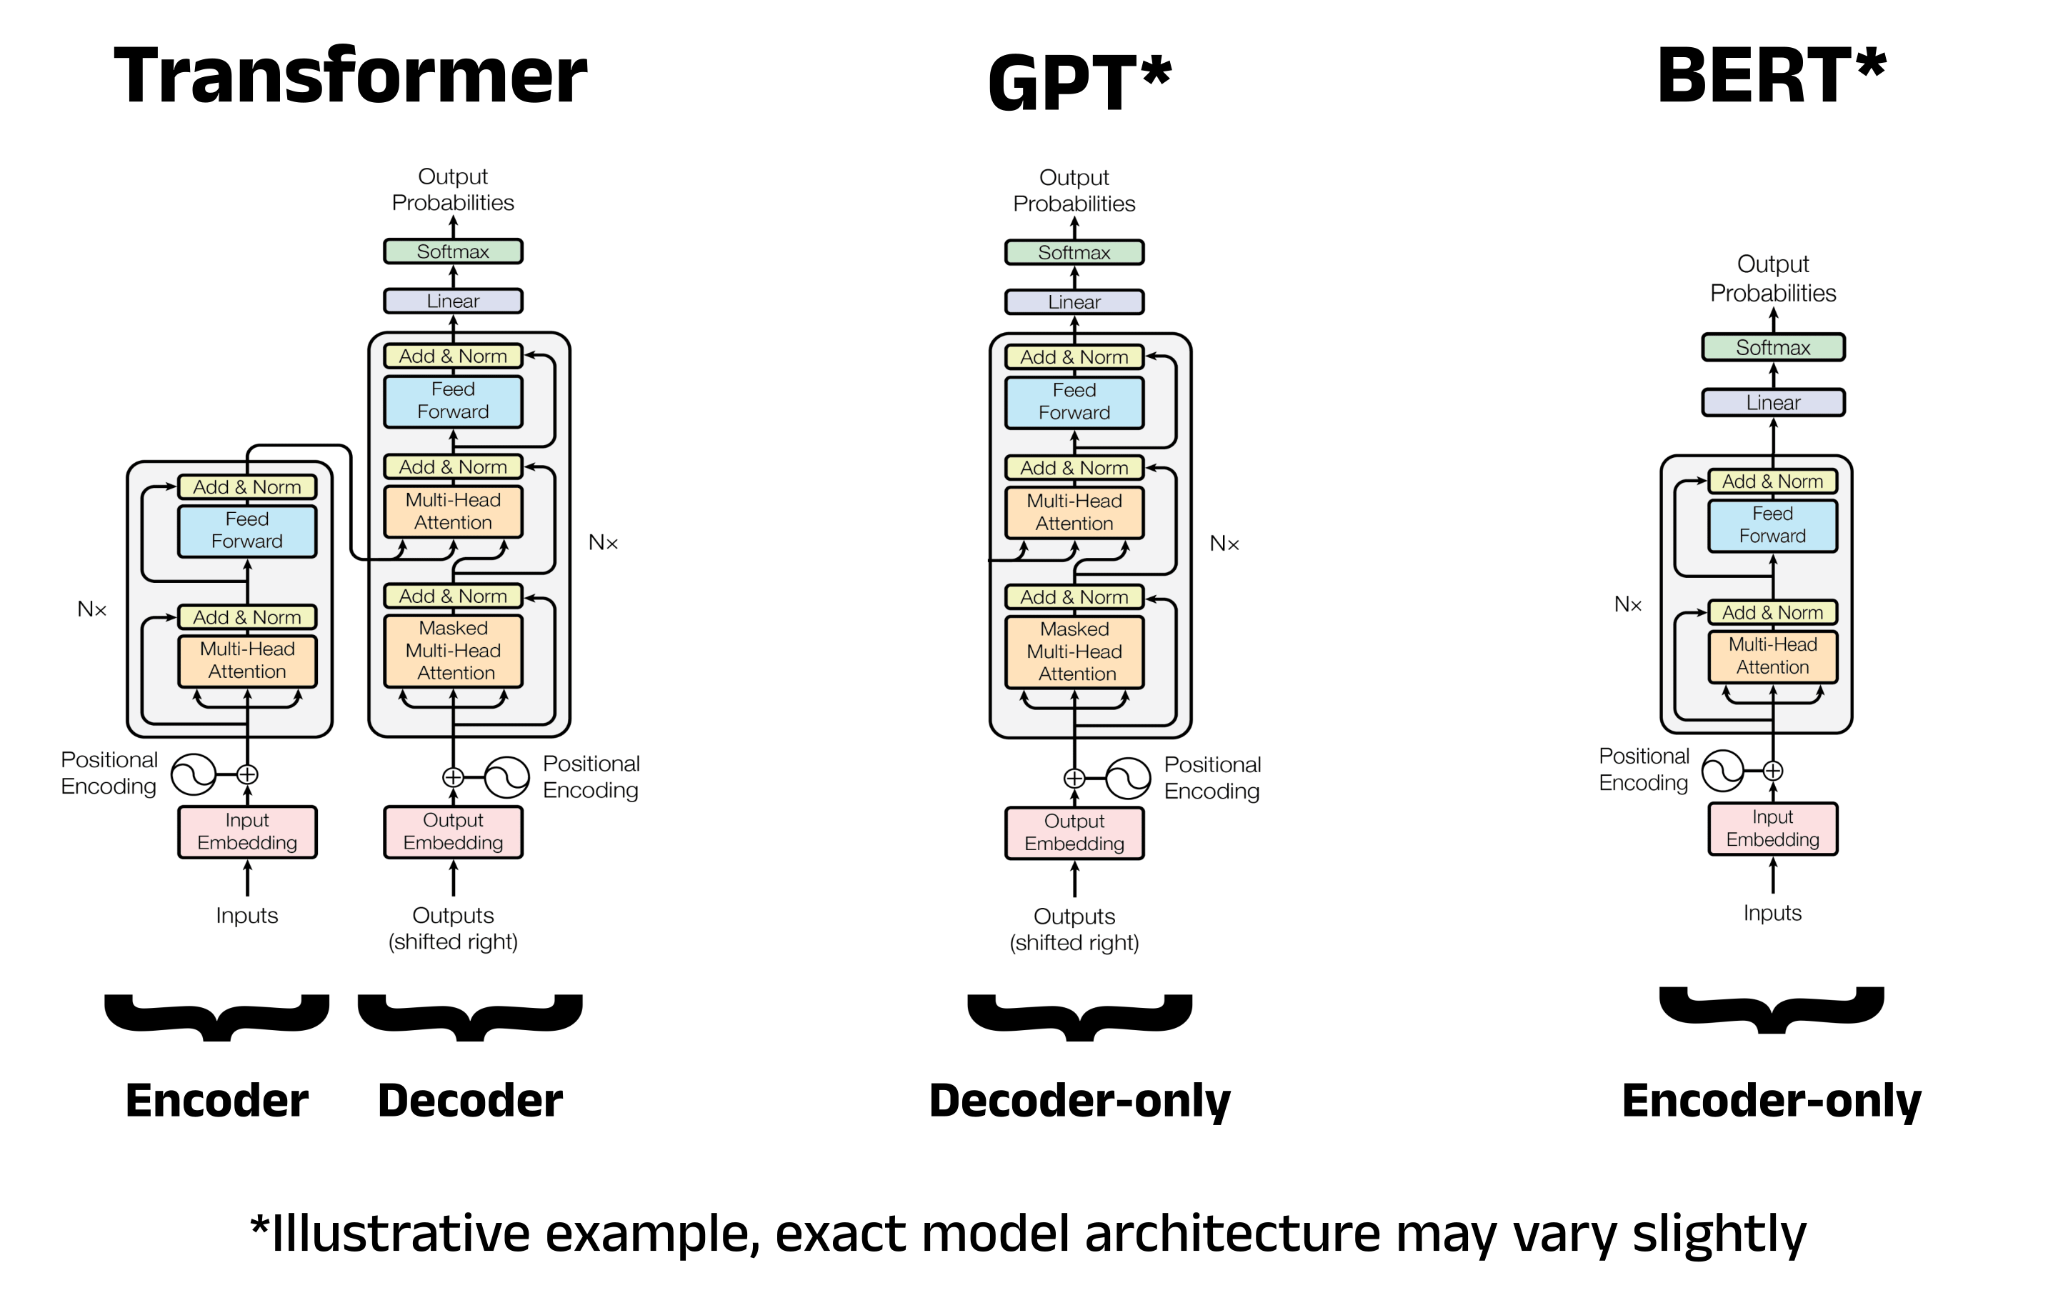 Transformer
Output
Probabilities
Softmax
Linear
Add & Norm
Feed
Forward
Add & Norm
Multi-Head
Attention
Add & Norm
Masked
Multi-Head
Attention
N×
Add & Norm
Feed
Forward
Add & Norm
Multi-Head
Attention
N×
Positional
Encoding
Input
Embedding
Inputs
Positional
Encoding
Output
Embedding
Outputs
(shifted right)
Encoder
Decoder
GPT*
Output
Probabilities
Softmax
Linear
Add & Norm
Feed
Forward
Add & Norm
Multi-Head
Attention
N×
Add & Norm
Masked
Multi-Head
Attention
Positional
Encoding
Output
Embedding
Outputs
(shifted right)
Decoder-only
BERT*
Output
Probabilities
Softmax
Linear
Add & Norm
Feed
Forward
N×
Add & Norm
Multi-Head
Attention
Positional
Encoding
Input
Embedding
Inputs
Encoder-only
*Illustrative example, exact model architecture may vary slightly